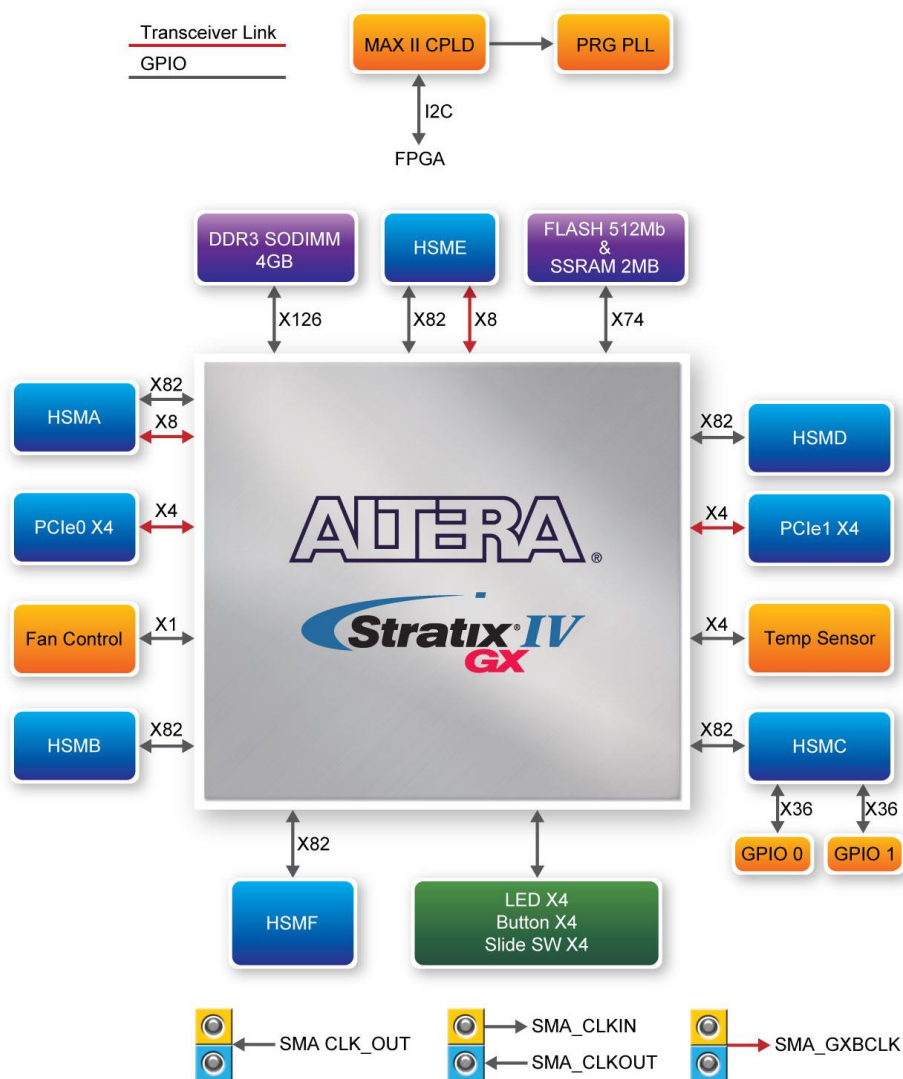 Transceiver Link
GPIO
MAX II CPLD
PRG PLL
I2C
FPGA
DDR3 SODIMM
4GB
HSME
FLASH 512Mb
&
SSRAM 2MB
X126
X82
X8
X74
X82
HSMA
X8
X82
HSMD
PCIe0 X4
X4
X4
PCIe1 X4
ALTERA®
Stratix® IV
GX
Fan Control
X1
X4
Temp Sensor
HSMB
X82
X82
HSMC
X36
X36
GPIO 0
GPIO 1
X82
HSMF
LED X4
Button X4
Slide SW X4
SMA CLK_OUT
SMA_CLKIN
SMA_CLKOUT
SMA_GXBCLK